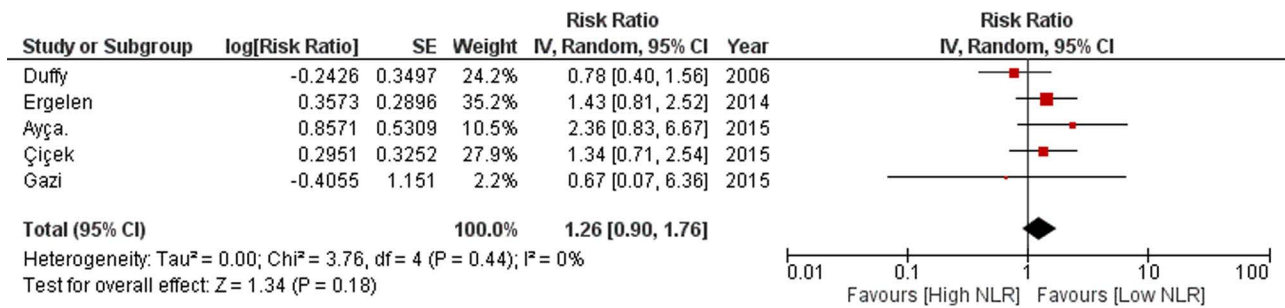 Risk Ratio Risk Ratio
Study or Subgroup log[Risk Ratio] SE Weight IV, Random, 95% CI Year IV, Random, 95% CI
Duffy -0.2426 0.3497 24.2% 0.78 [0.40, 1.56] 2006
Ergelen 0.3573 0.2896 35.2% 1.43 [0.81, 2.52] 2014
Ayça. 0.8571 0.5309 10.5% 2.36 [0.83, 6.67] 2015
Çiçek 0.2951 0.3252 27.9% 1.34 [0.71, 2.54] 2015
Gazi -0.4055 1.151 2.2% 0.67 [0.07, 6.36] 2015
Total (95% CI) 100.0% 1.26 [0.90, 1.76]
Heterogeneity: Tau² = 0.00; Chi² = 3.76, df = 4 (P = 0.44); I² = 0%
Test for overall effect: Z = 1.34 (P = 0.18)
0.01 0.1 1 10 100
Favours [High NLR] Favours [Low NLR]